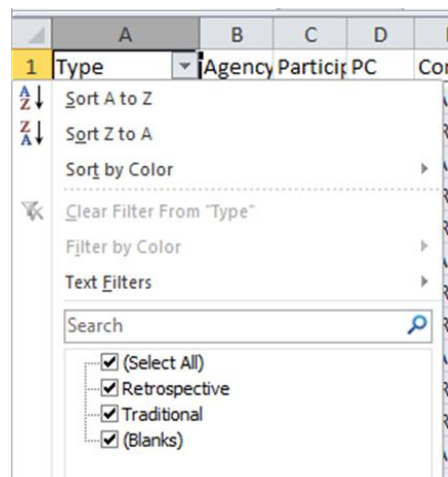 A B C D
1 Type Agency Particip PC Cor
Sort A to Z
Sort Z to A
Sort by Color
Clear Filter From "Type"
Filter by Color
Text Filters
Search
(Select All)
Retrospective
Traditional
(Blanks)